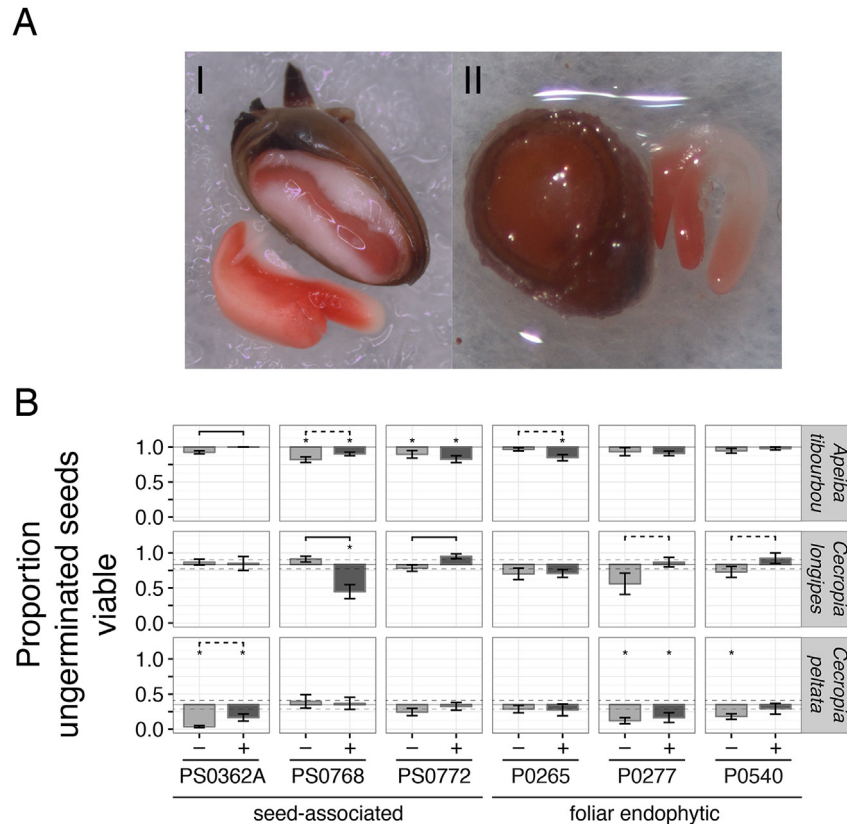 A
I
II
B
Proportion
ungerminated seeds
viable
1.0
0.5
0.0
* * * * *
Apeiba
tibourbou
1.0
0.5
0.0
*
Cecropia
longipes
1.0
0.5
0.0
* * * * *
Cecropia
peltata
− + − + − + − + − + − +
PS0362A PS0768 PS0772 P0265 P0277 P0540
seed-associated foliar endophytic